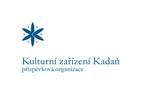 Kulturní zařízení Kadaň
příspěvková organizace